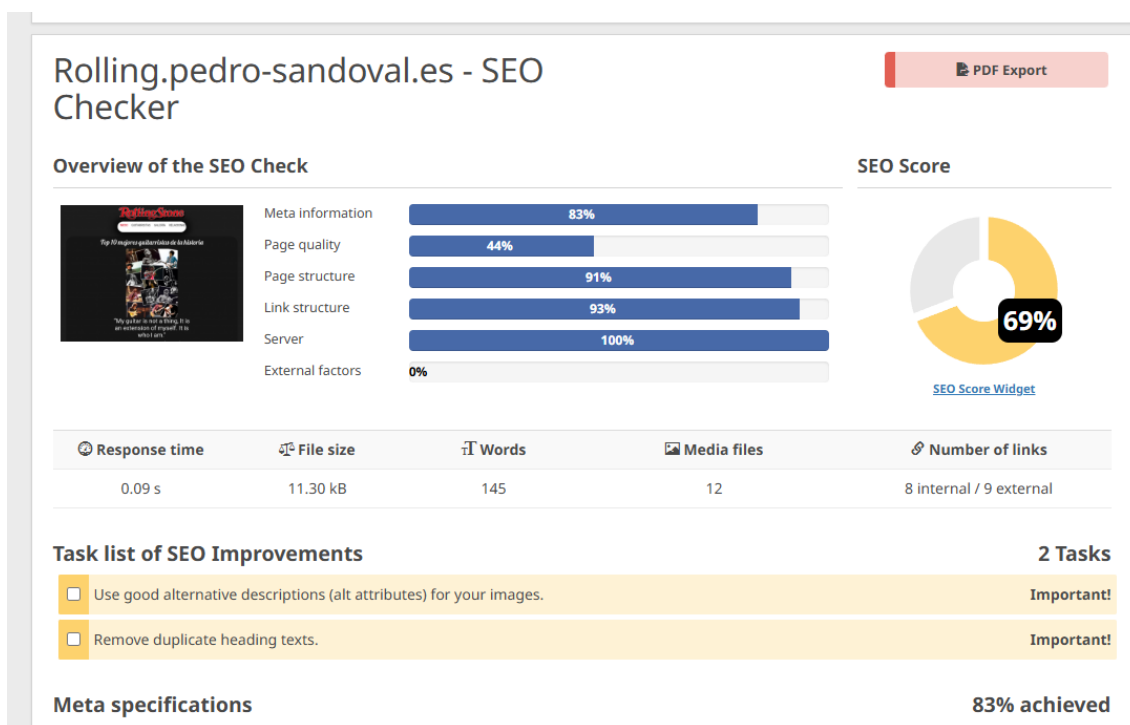 Rolling.pedro-sandoval.es - SEO
Checker
PDF Export
Overview of the SEO Check
SEO Score
RollingStone
Top 10 mejores guitarristas de la historia
"My guitar is not a thing. It is
an extension of myself. It is
who I am."
Meta information
83%
Page quality
44%
Page structure
91%
Link structure
93%
Server
100%
External factors
0%
69%
SEO Score Widget
Response time
File size
Words
Media files
Number of links
0.09 s
11.30 kB
145
12
8 internal / 9 external
Task list of SEO Improvements
2 Tasks
Use good alternative descriptions (alt attributes) for your images.
Important!
Remove duplicate heading texts.
Important!
Meta specifications
83% achieved